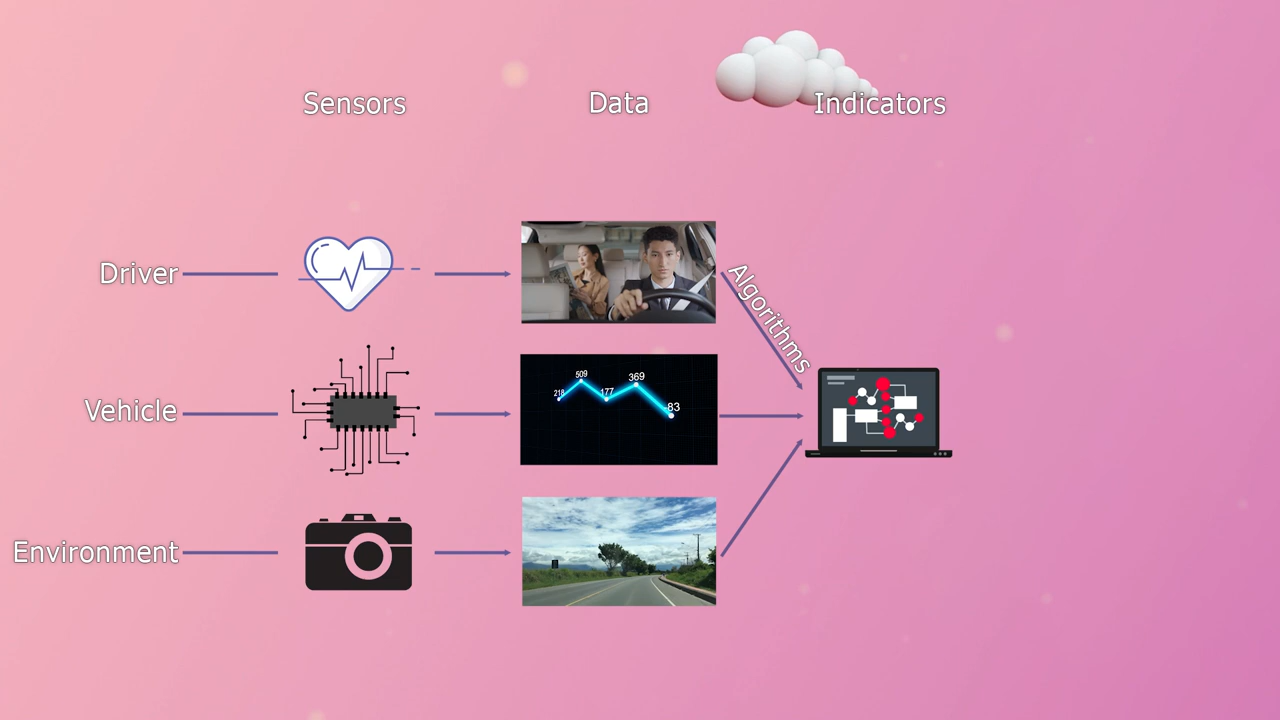 Sensors
Data
Indicators
Driver
Algorithms
Vehicle
218
509
177
369
83
Environment